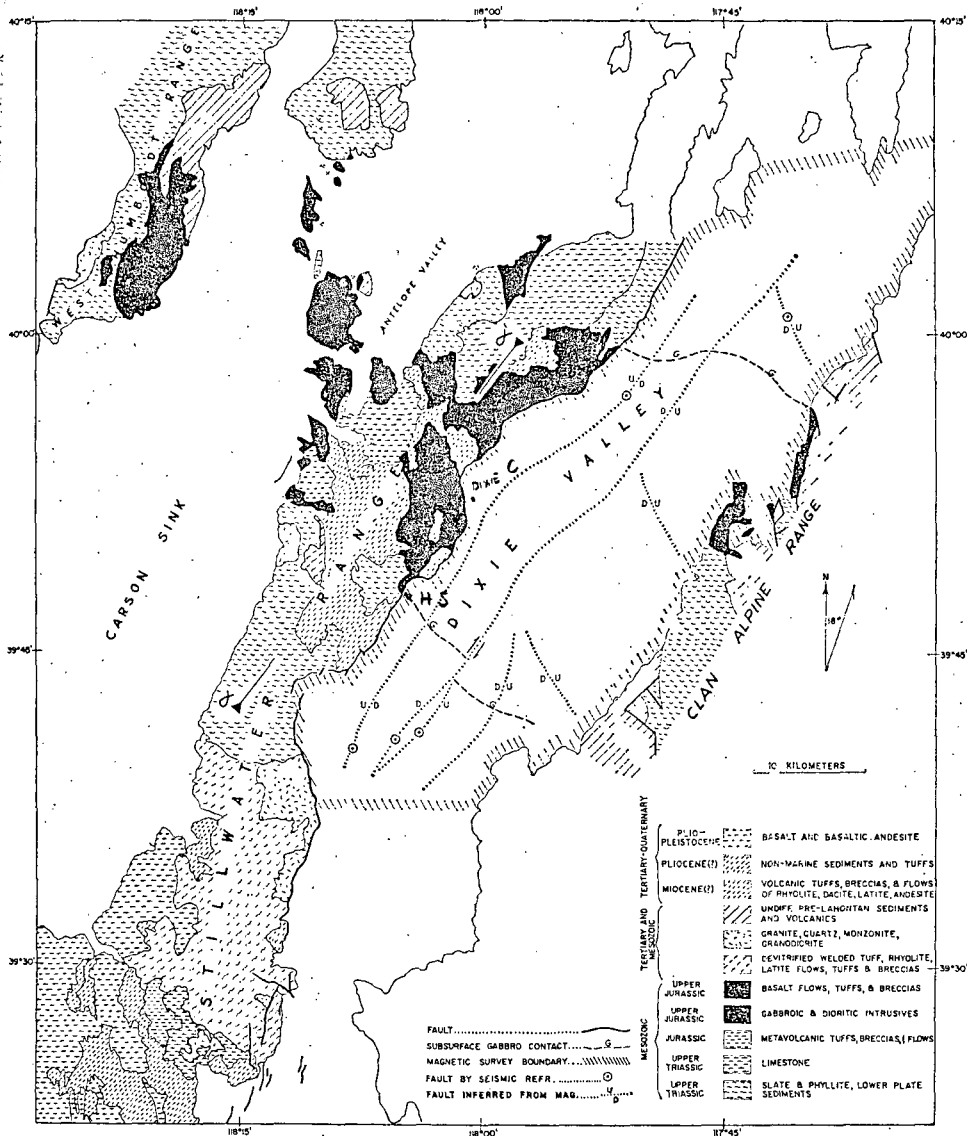 118°15'
118°00'
117°45'
40°15'
40°15'
WEST HUMBOLDT RANGE
ANTELOPE VALLEY
40°00'
40°00'
CARSON SINK
STILLWATER RANGE
DIXIE VALLEY
DIXIE C
HS
CLAN ALPINE RANGE
N
18°
39°45'
39°45'
39°30'
39°30'
U D
D U
D U
D U
D U
D U
U D
G
G
G
10 KILOMETERS
TERTIARY-QUATERNARY
PLIO-PLEISTOCENE BASALT AND BASALTIC ANDESITE
PLIOCENE(?) NON-MARINE SEDIMENTS AND TUFFS
MIOCENE(?) VOLCANIC TUFFS, BRECCIAS, & FLOWS
OF RHYOLITE, DACITE, LATITE, ANDESITE
TERTIARY AND MESOZOIC
UNDIFF. PRE-LAHONTAN SEDIMENTS
AND VOLCANICS
GRANITE, QUARTZ, MONZONITE,
GRANODIORITE
DEVITRIFIED WELDED TUFF, RHYOLITE,
LATITE FLOWS, TUFFS & BRECCIAS
MESOZOIC
UPPER JURASSIC BASALT FLOWS, TUFFS, & BRECCIAS
UPPER JURASSIC GABBROIC & DIORITIC INTRUSIVES
JURASSIC METAVOLCANIC TUFFS, BRECCIAS, & FLOWS
UPPER TRIASSIC LIMESTONE
UPPER TRIASSIC SLATE & PHYLLITE, LOWER PLATE
SEDIMENTS
FAULT
SUBSURFACE GABBRO CONTACT G
MAGNETIC SURVEY BOUNDARY
FAULT BY SEISMIC REFR.
FAULT INFERRED FROM MAG. U D
118°15'
118°00'
117°45'